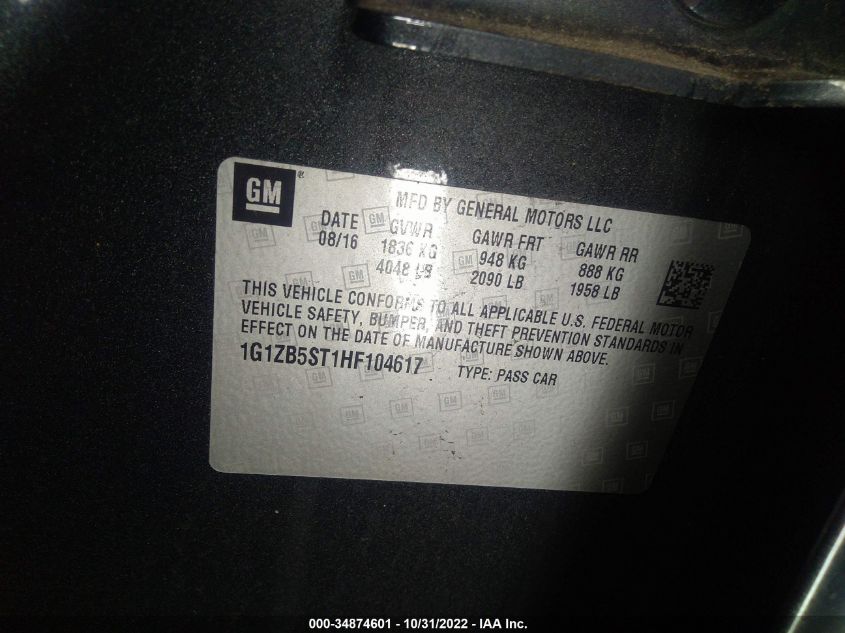 GM ®
MFD BY GENERAL MOTORS LLC
DATE GVWR GAWR FRT GAWR RR
08/16 1836 KG 948 KG 888 KG
4048 LB 2090 LB 1958 LB
THIS VEHICLE CONFORMS TO ALL APPLICABLE U.S. FEDERAL MOTOR
VEHICLE SAFETY, BUMPER, AND THEFT PREVENTION STANDARDS IN
EFFECT ON THE DATE OF MANUFACTURE SHOWN ABOVE.
1G1ZB5ST1HF104617 TYPE: PASS CAR
000-34874601 - 10/31/2022 - IAA Inc.